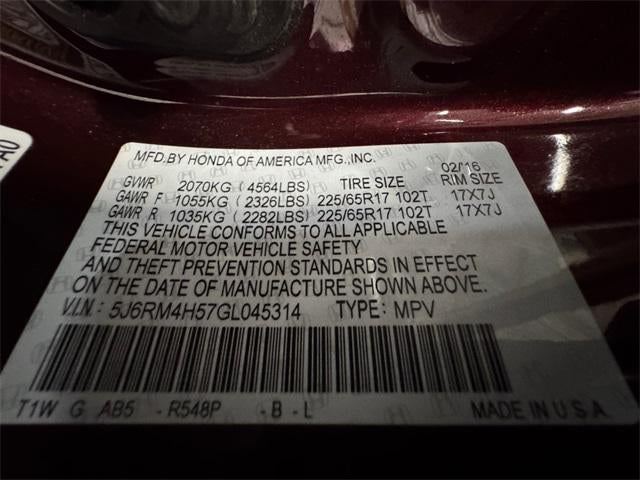 MFD.BY HONDA OF AMERICA MFG.,INC. 02/16
GVWR 2070KG (4564LBS) TIRE SIZE RIM SIZE
GAWR F 1055KG (2326LBS) 225/65R17 102T 17X7J
GAWR R 1035KG (2282LBS) 225/65R17 102T 17X7J
THIS VEHICLE CONFORMS TO ALL APPLICABLE
FEDERAL MOTOR VEHICLE SAFETY
AND THEFT PREVENTION STANDARDS IN EFFECT
ON THE DATE OF MANUFACTURE SHOWN ABOVE.
V.I.N.: 5J6RM4H57GL045314 TYPE: MPV
T1W G AB5 - R548P - B - L MADE IN U.S.A.